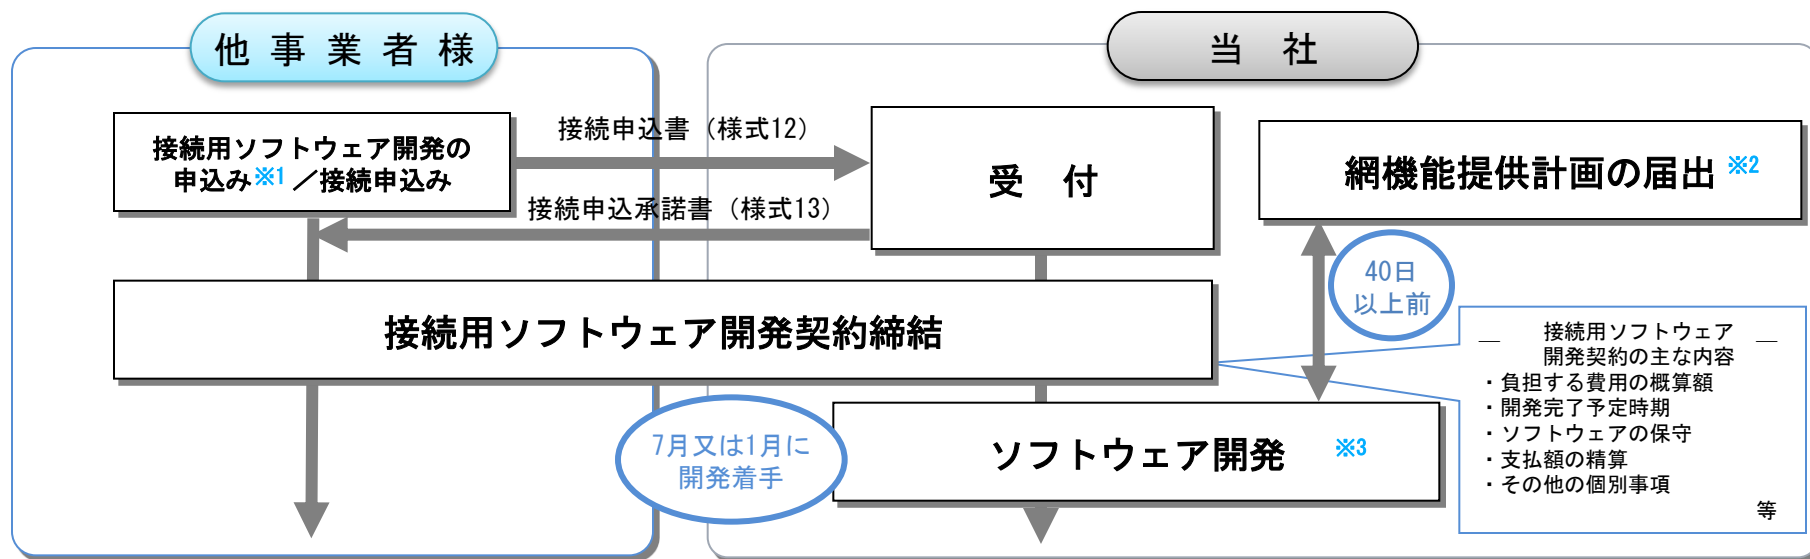 他事業者様
当 社
接続用ソフトウェア開発の
申込み※1／接続申込み
接続申込書（様式12）
受 付
網機能提供計画の届出 ※2
接続申込承諾書（様式13）
40日
以上前
接続用ソフトウェア開発契約締結
接続用ソフトウェア
開発契約の主な内容
・負担する費用の概算額
・開発完了予定時期
・ソフトウェアの保守
・支払額の精算
・その他の個別事項
等
7月又は1月に
開発着手
ソフトウェア開発 ※3